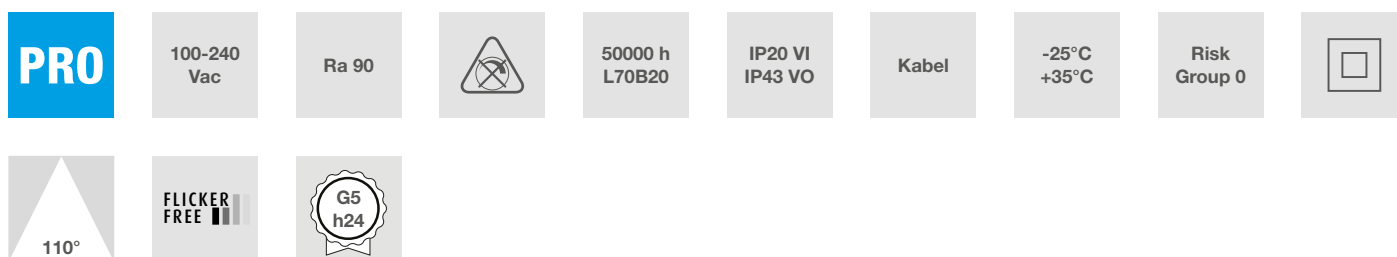 PRO
100-240
Vac
Ra 90
50000 h
L70B20
IP20 VI
IP43 VO
Kabel
-25°C
+35°C
Risk
Group 0
110°
FLICKER
FREE
G5
h24